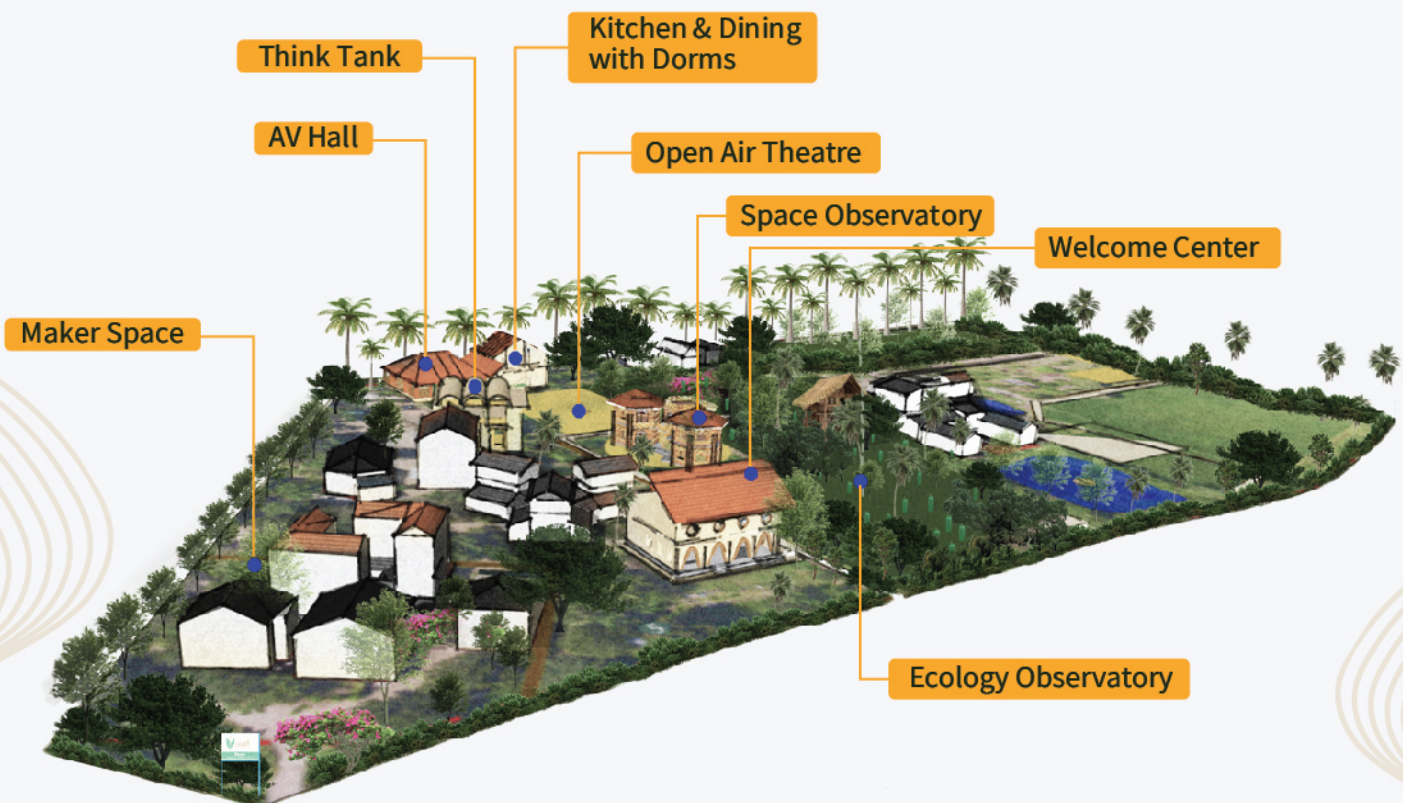 Kitchen & Dining
with Dorms
Think Tank
AV Hall
Open Air Theatre
Space Observatory
Welcome Center
Maker Space
Ecology Observatory